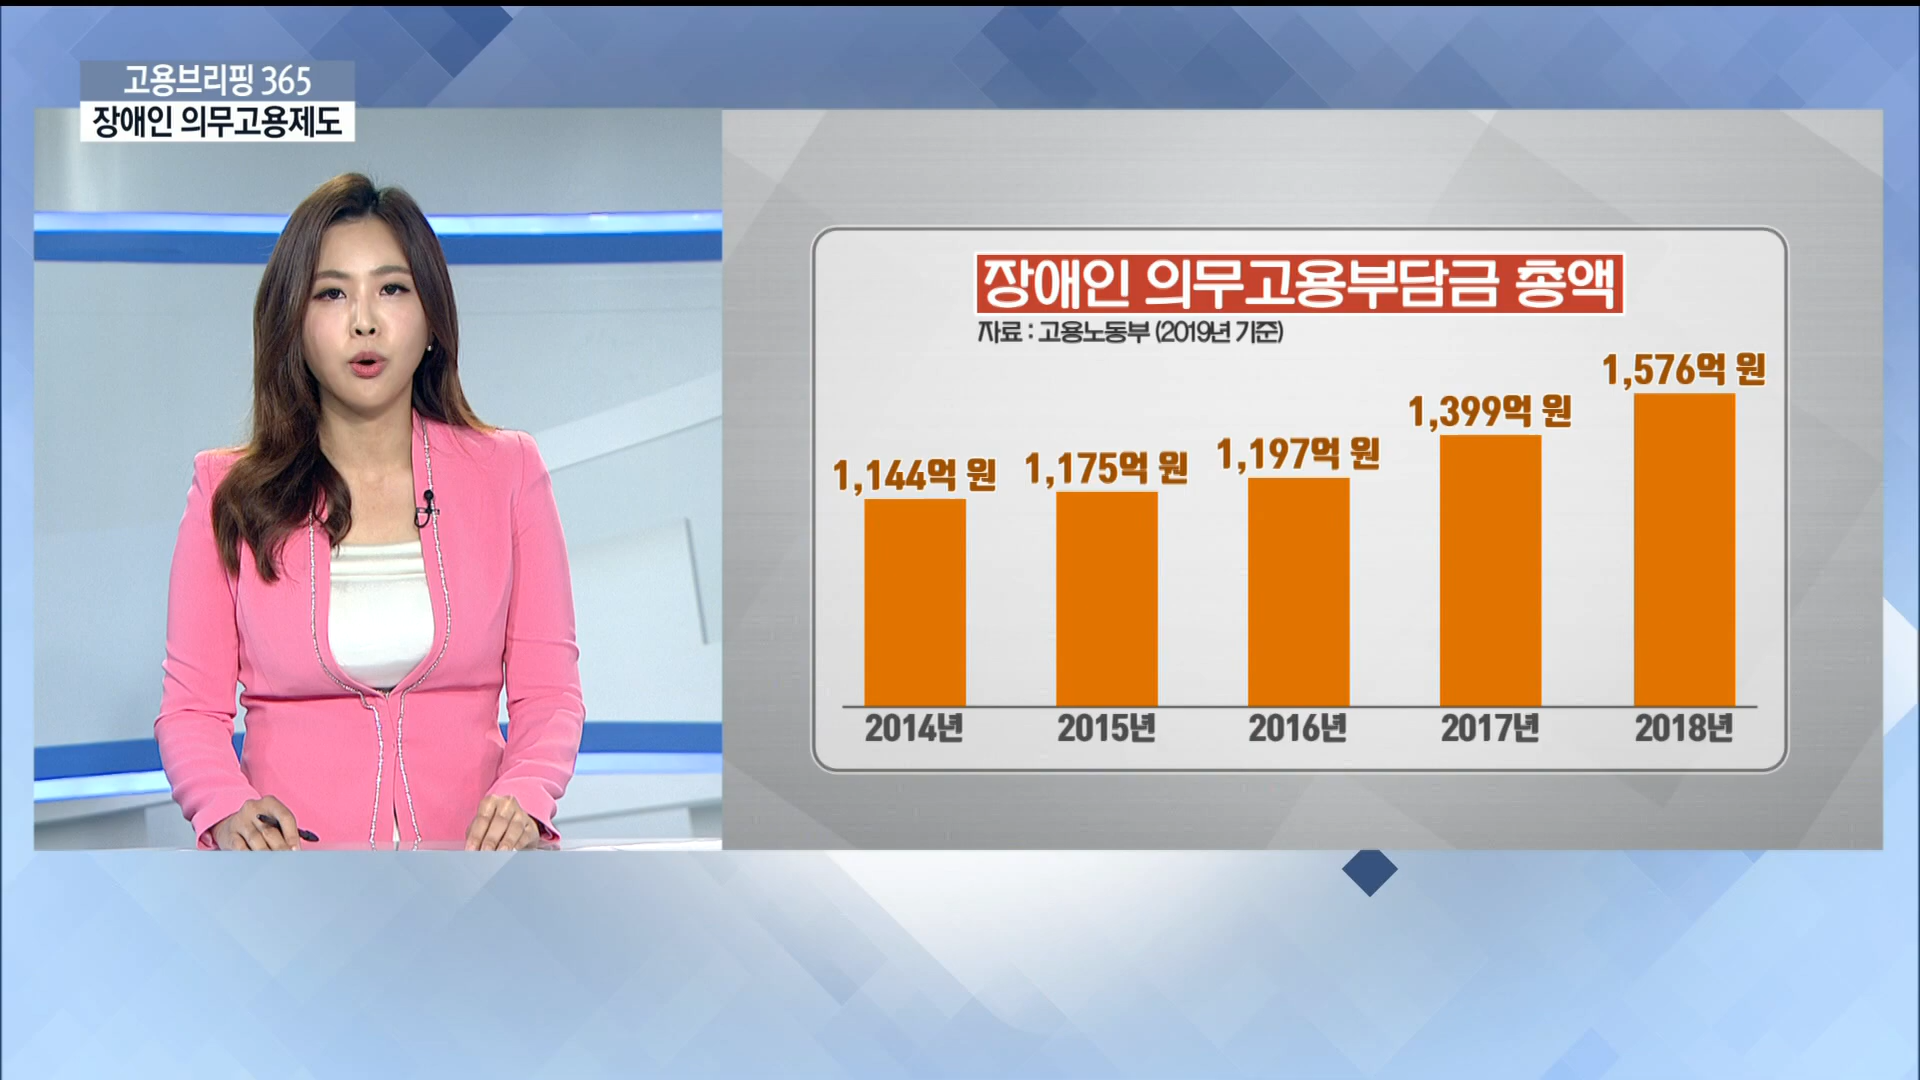 고용브리핑 365
장애인 의무고용제도
장애인 의무고용부담금 총액
자료 : 고용노동부 (2019년 기준)
1,144억 원
1,175억 원
1,197억 원
1,399억 원
1,576억 원
2014년
2015년
2016년
2017년
2018년